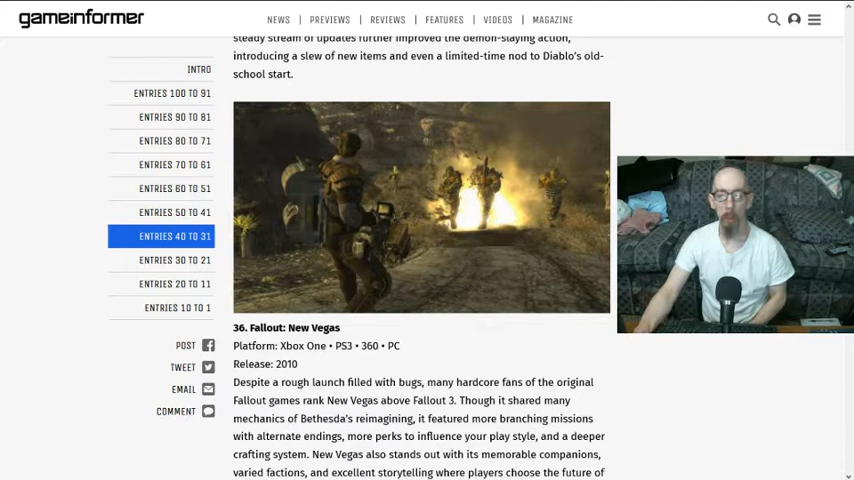 gameinformer
NEWS | PREVIEWS | REVIEWS | FEATURES | VIDEOS | MAGAZINE
steady stream of updates further improved the demon-slaying action,
introducing a slew of new items and even a limited-time nod to Diablo's old-
school start.
INTRO
ENTRIES 100 TO 91
ENTRIES 90 TO 81
ENTRIES 80 TO 71
ENTRIES 70 TO 61
ENTRIES 60 TO 51
ENTRIES 50 TO 41
ENTRIES 40 TO 31
ENTRIES 30 TO 21
ENTRIES 20 TO 11
ENTRIES 10 TO 1
POST
TWEET
EMAIL
COMMENT
36. Fallout: New Vegas
Platform: Xbox One • PS3 • 360 • PC
Release: 2010
Despite a rough launch filled with bugs, many hardcore fans of the original
Fallout games rank New Vegas above Fallout 3. Though it shared many
mechanics of Bethesda's reimagining, it featured more branching missions
with alternate endings, more perks to influence your play style, and a deeper
crafting system. New Vegas also stands out with its memorable companions,
varied factions, and excellent storytelling where players choose the future of